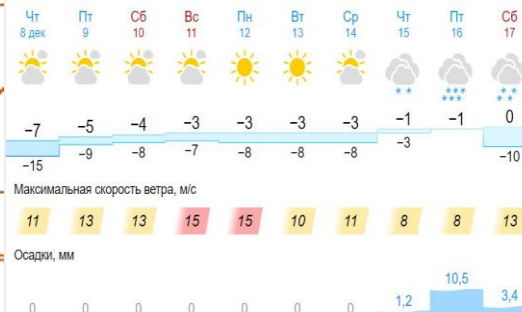 Чт Пт Сб Вс Пн Вт Ср Чт Пт Сб
8 дек 9 10 11 12 13 14 15 16 17
−7 −5 −4 −3 −3 −3 −3 −1 −1 0
−15 −9 −8 −7 −8 −8 −8 −3 −10
Максимальная скорость ветра, м/с
11 13 13 15 15 10 11 8 8 13
Осадки, мм
0 0 0 0 0 0 0 1,2 10,5 3,4